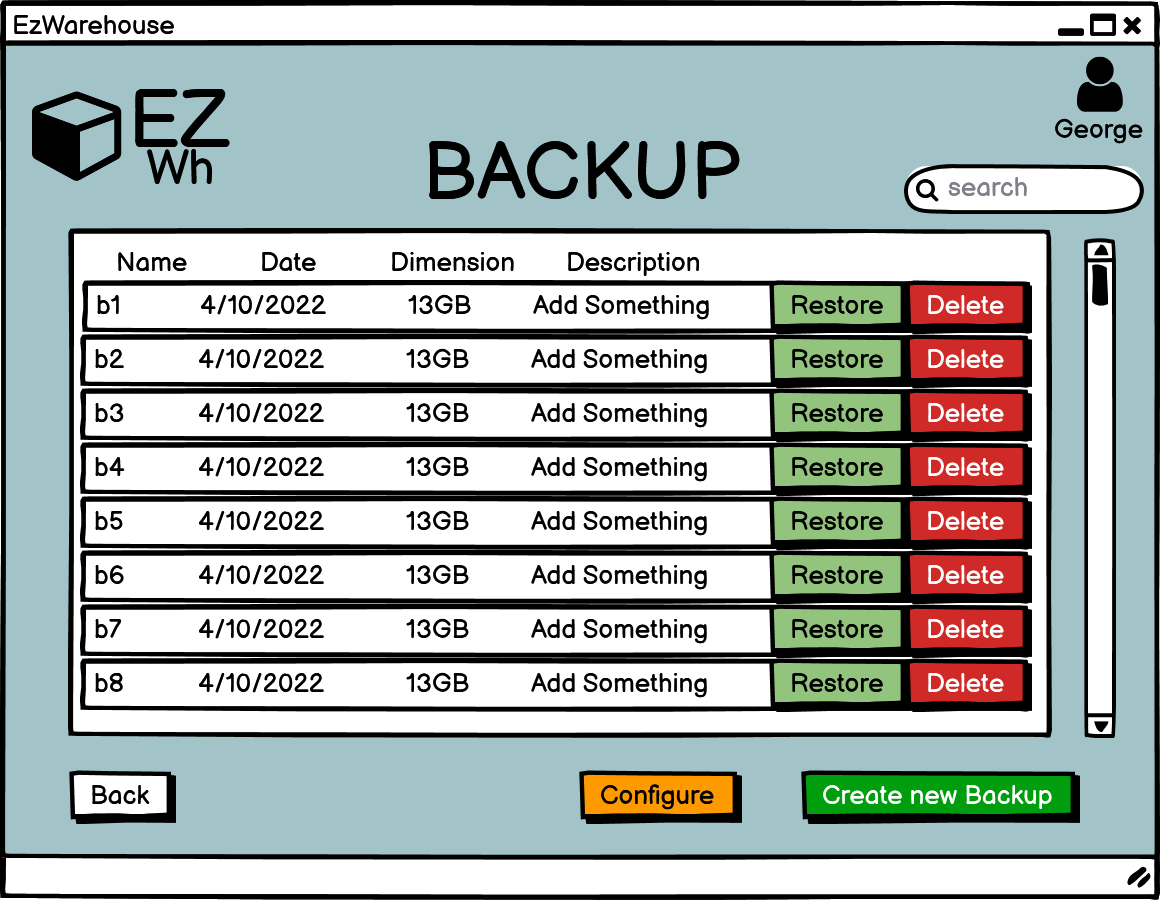 EzWarehouse
EZ
Wh
George
BACKUP
search
Name Date Dimension Description
b1 4/10/2022 13GB Add Something Restore Delete
b2 4/10/2022 13GB Add Something Restore Delete
b3 4/10/2022 13GB Add Something Restore Delete
b4 4/10/2022 13GB Add Something Restore Delete
b5 4/10/2022 13GB Add Something Restore Delete
b6 4/10/2022 13GB Add Something Restore Delete
b7 4/10/2022 13GB Add Something Restore Delete
b8 4/10/2022 13GB Add Something Restore Delete
Back Configure Create new Backup